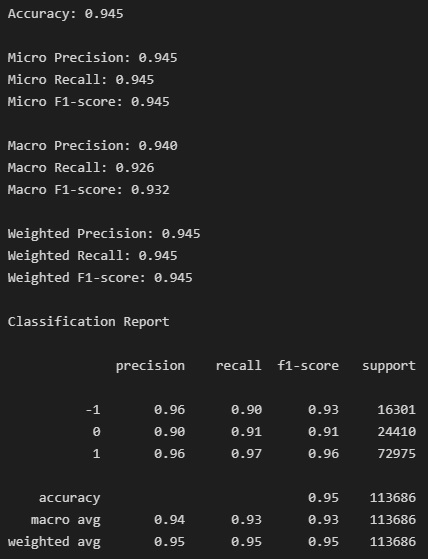 Accuracy: 0.945
Micro Precision: 0.945
Micro Recall: 0.945
Micro F1-score: 0.945
Macro Precision: 0.940
Macro Recall: 0.926
Macro F1-score: 0.932
Weighted Precision: 0.945
Weighted Recall: 0.945
Weighted F1-score: 0.945
Classification Report
precision recall f1-score support
-1 0.96 0.90 0.93 16301
0 0.90 0.91 0.91 24410
1 0.96 0.97 0.96 72975
accuracy 0.95 113686
macro avg 0.94 0.93 0.93 113686
weighted avg 0.95 0.95 0.95 113686